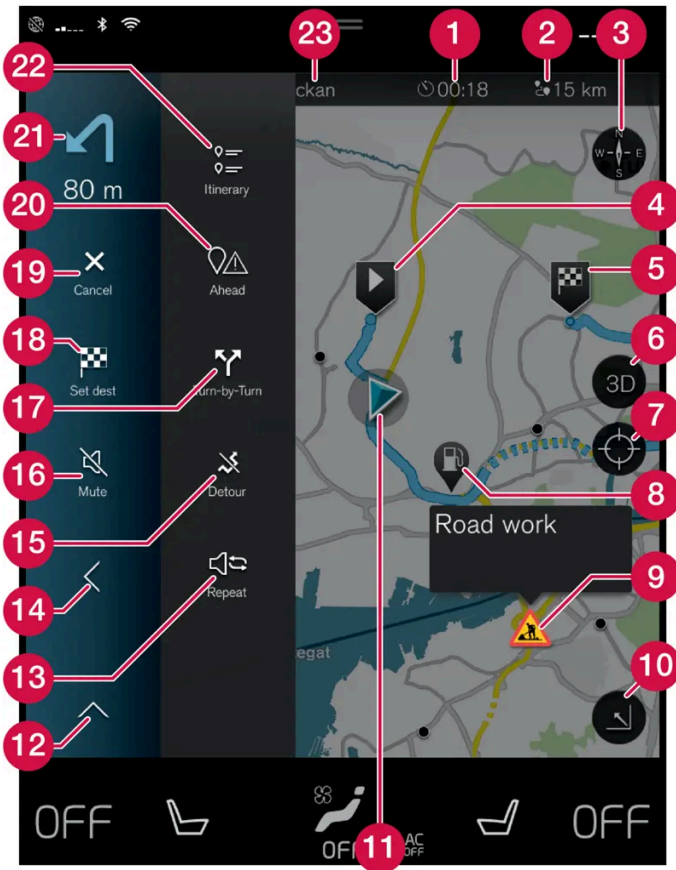 23 1 2 3
22
ckan 00:18 15 km
21
N
W E
S
80 m
Itinerary
20 4
19
Cancel
Ahead
5
18
Set dest
6
3D
17
Turn-by-Turn
7
16
Mute
Detour
8
15
Road work
14
Repeat
9
13
egat
10
12
OFF OFF AC OFF OFF
11